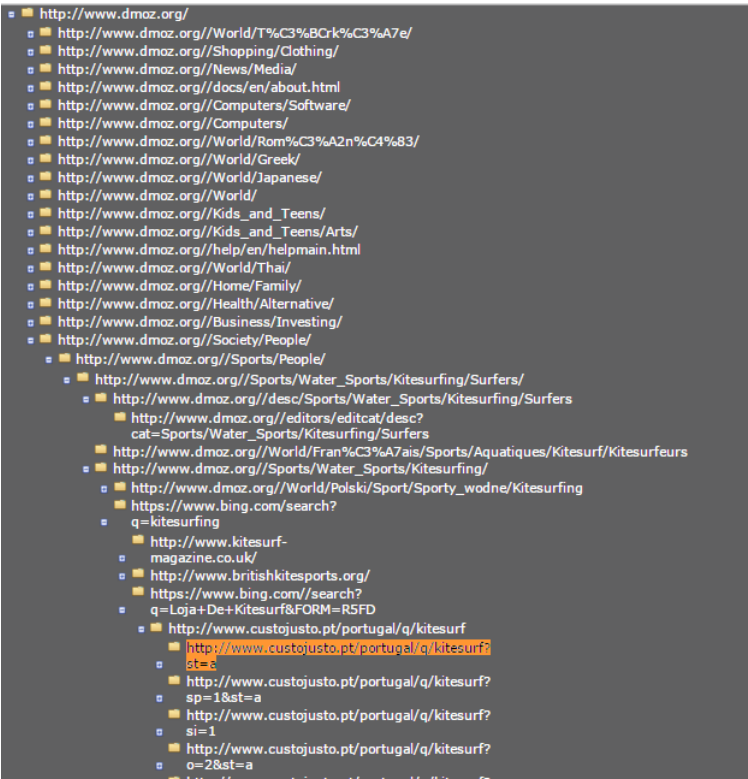 http://www.dmoz.org/
http://www.dmoz.org//World/T%C3%BCrk%C3%A7e/
http://www.dmoz.org//Shopping/Clothing/
http://www.dmoz.org//News/Media/
http://www.dmoz.org//docs/en/about.html
http://www.dmoz.org//Computers/Software/
http://www.dmoz.org//Computers/
http://www.dmoz.org//World/Rom%C3%A2n%C4%83/
http://www.dmoz.org//World/Greek/
http://www.dmoz.org//World/Japanese/
http://www.dmoz.org//World/
http://www.dmoz.org//Kids_and_Teens/
http://www.dmoz.org//Kids_and_Teens/Arts/
http://www.dmoz.org//help/en/helpmain.html
http://www.dmoz.org//World/Thai/
http://www.dmoz.org//Home/Family/
http://www.dmoz.org//Health/Alternative/
http://www.dmoz.org//Business/Investing/
http://www.dmoz.org//Society/People/
http://www.dmoz.org//Sports/People/
http://www.dmoz.org//Sports/Water_Sports/Kitesurfing/Surfers/
http://www.dmoz.org//desc/Sports/Water_Sports/Kitesurfing/Surfers
http://www.dmoz.org//editors/editcat/desc?
cat=Sports/Water_Sports/Kitesurfing/Surfers
http://www.dmoz.org//World/Fran%C3%A7ais/Sports/Aquatiques/Kitesurf/Kitesurfeurs
http://www.dmoz.org//Sports/Water_Sports/Kitesurfing/
http://www.dmoz.org//World/Polski/Sport/Sporty_wodne/Kitesurfing
https://www.bing.com/search?
q=kitesurfing
http://www.kitesurf-
magazine.co.uk/
http://www.britishkitesports.org/
https://www.bing.com//search?
q=Loja+De+Kitesurf&FORM=R5FD
http://www.custojusto.pt/portugal/q/kitesurf
http://www.custojusto.pt/portugal/q/kitesurf?
st=a
http://www.custojusto.pt/portugal/q/kitesurf?
sp=1&st=a
http://www.custojusto.pt/portugal/q/kitesurf?
si=1
http://www.custojusto.pt/portugal/q/kitesurf?
o=2&st=a